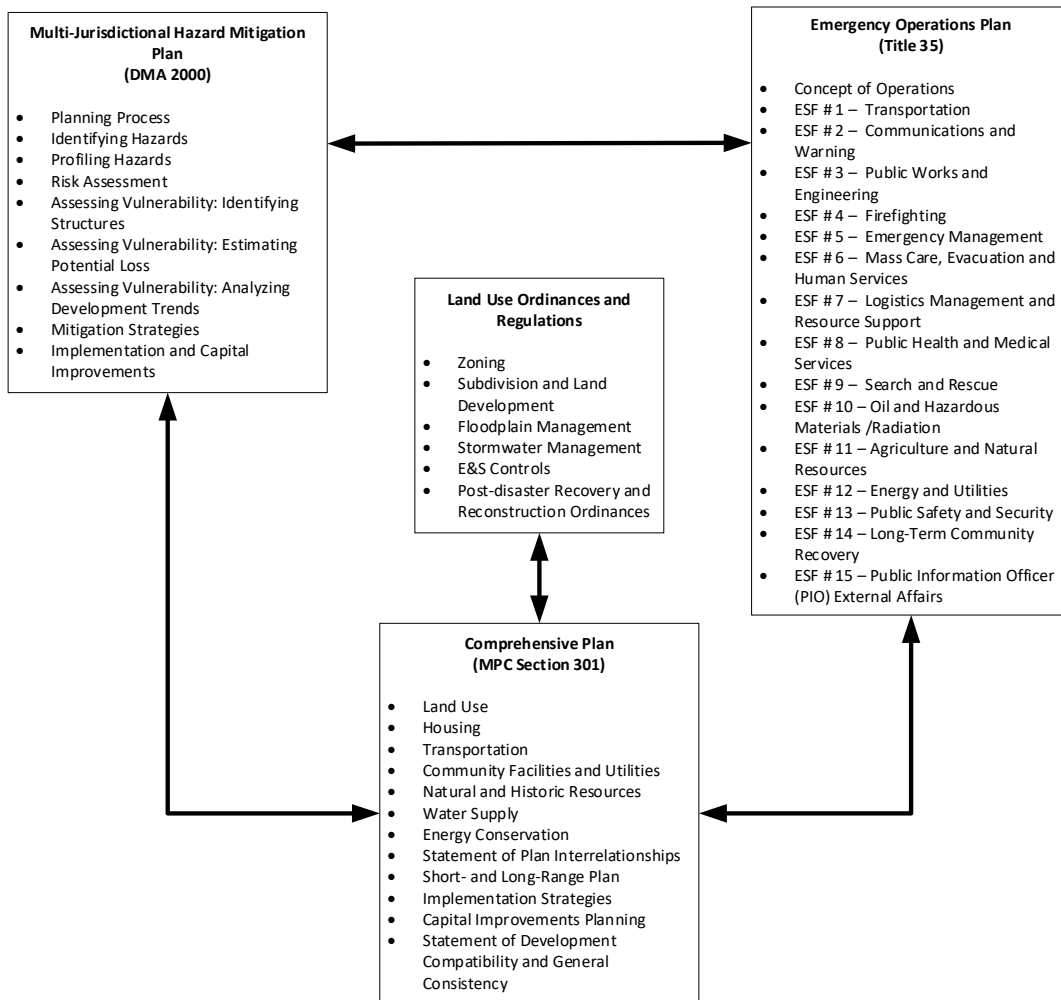 Multi-Jurisdictional Hazard Mitigation
Plan
(DMA 2000)
• Planning Process
• Identifying Hazards
• Profiling Hazards
• Risk Assessment
• Assessing Vulnerability: Identifying
Structures
• Assessing Vulnerability: Estimating
Potential Loss
• Assessing Vulnerability: Analyzing
Development Trends
• Mitigation Strategies
• Implementation and Capital
Improvements
Emergency Operations Plan
(Title 35)
• Concept of Operations
• ESF # 1 – Transportation
• ESF # 2 – Communications and
Warning
• ESF # 3 – Public Works and
Engineering
• ESF # 4 – Firefighting
• ESF # 5 – Emergency Management
• ESF # 6 – Mass Care, Evacuation and
Human Services
• ESF # 7 – Logistics Management and
Resource Support
• ESF # 8 – Public Health and Medical
Services
• ESF # 9 – Search and Rescue
• ESF # 10 – Oil and Hazardous
Materials /Radiation
• ESF # 11 – Agriculture and Natural
Resources
• ESF # 12 – Energy and Utilities
• ESF # 13 – Public Safety and Security
• ESF # 14 – Long-Term Community
Recovery
• ESF # 15 – Public Information Officer
(PIO) External Affairs
Land Use Ordinances and
Regulations
• Zoning
• Subdivision and Land
Development
• Floodplain Management
• Stormwater Management
• E&S Controls
• Post-disaster Recovery and
Reconstruction Ordinances
Comprehensive Plan
(MPC Section 301)
• Land Use
• Housing
• Transportation
• Community Facilities and Utilities
• Natural and Historic Resources
• Water Supply
• Energy Conservation
• Statement of Plan Interrelationships
• Short- and Long-Range Plan
• Implementation Strategies
• Capital Improvements Planning
• Statement of Development
Compatibility and General
Consistency